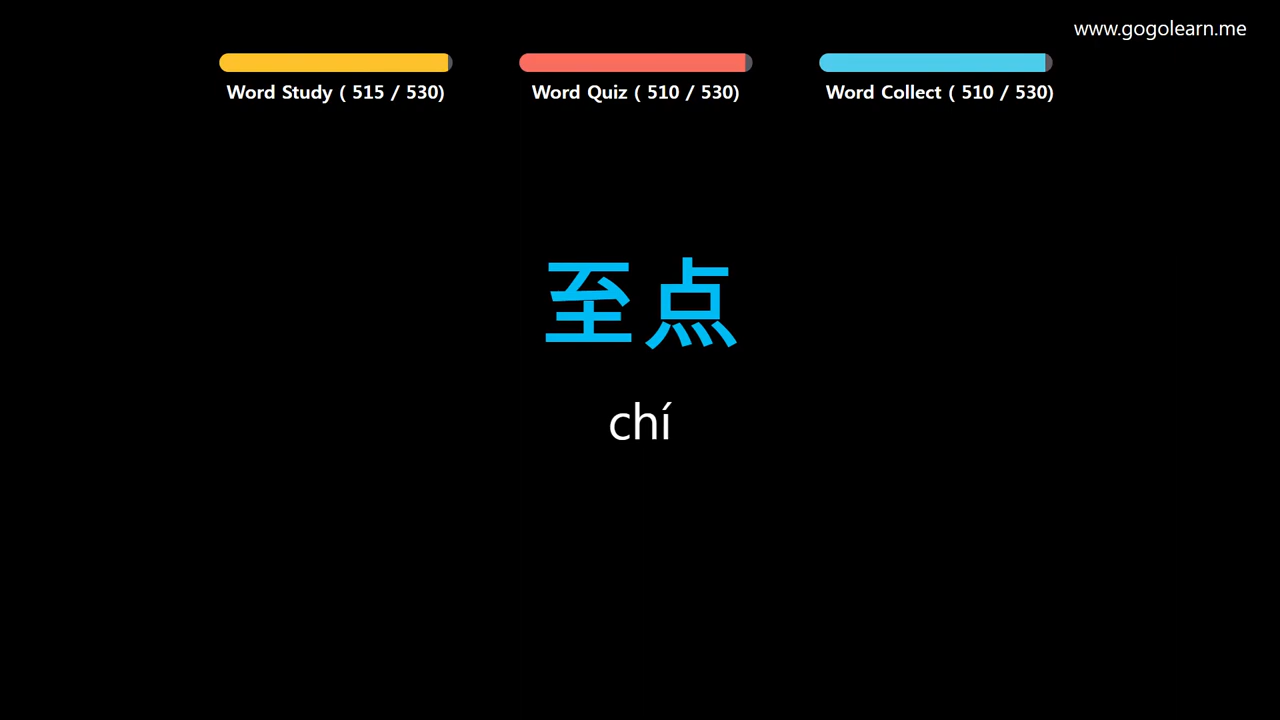 www.gogolearn.me
Word Study ( 515 / 530)
Word Quiz ( 510 / 530)
Word Collect ( 510 / 530)
至点
chí